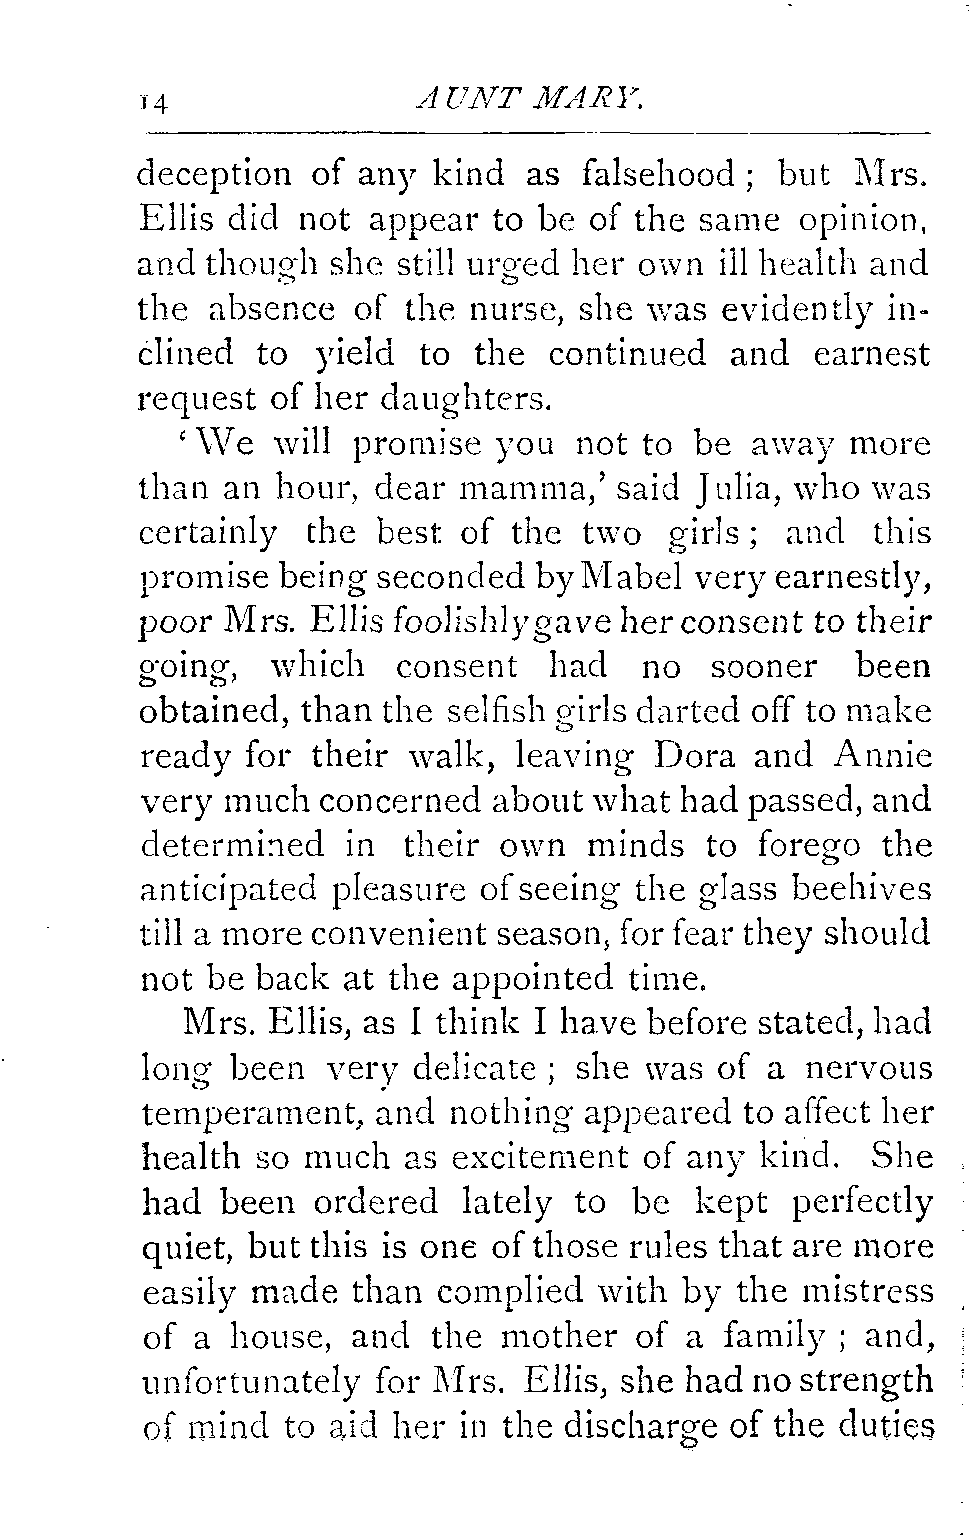 14 AUNT MARY.
deception of any kind as falsehood ; but Mrs.
Ellis did not appear to be of the same opinion,
and though she still urged her own ill health and
the absence of the nurse, she was evidently in-
clined to yield to the continued and earnest
request of her daughters.
‘We will promise you not to be away more
than an hour, dear mamma,’ said Julia, who was
certainly the best of the two girls ; and this
promise being seconded by Mabel very earnestly,
poor Mrs. Ellis foolishly gave her consent to their
going, which consent had no sooner been
obtained, than the selfish girls darted off to make
ready for their walk, leaving Dora and Annie
very much concerned about what had passed, and
determined in their own minds to forego the
anticipated pleasure of seeing the glass beehives
till a more convenient season, for fear they should
not be back at the appointed time.
Mrs. Ellis, as I think I have before stated, had
long been very delicate ; she was of a nervous
temperament, and nothing appeared to affect her
health so much as excitement of any kind. She
had been ordered lately to be kept perfectly
quiet, but this is one of those rules that are more
easily made than complied with by the mistress
of a house, and the mother of a family ; and,
unfortunately for Mrs. Ellis, she had no strength
of mind to aid her in the discharge of the duties